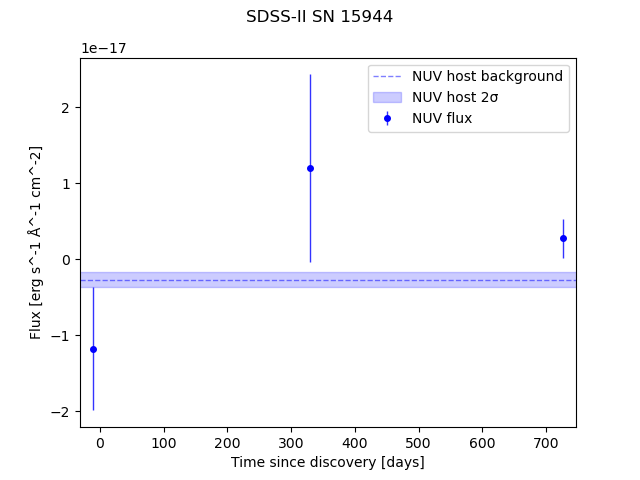 SDSS-II SN 15944
1e−17
NUV host background
NUV host 2σ
NUV flux
2
1
0
−1
−2
Flux [erg s^-1 Å^-1 cm^-2]
0 100 200 300 400 500 600 700
Time since discovery [days]